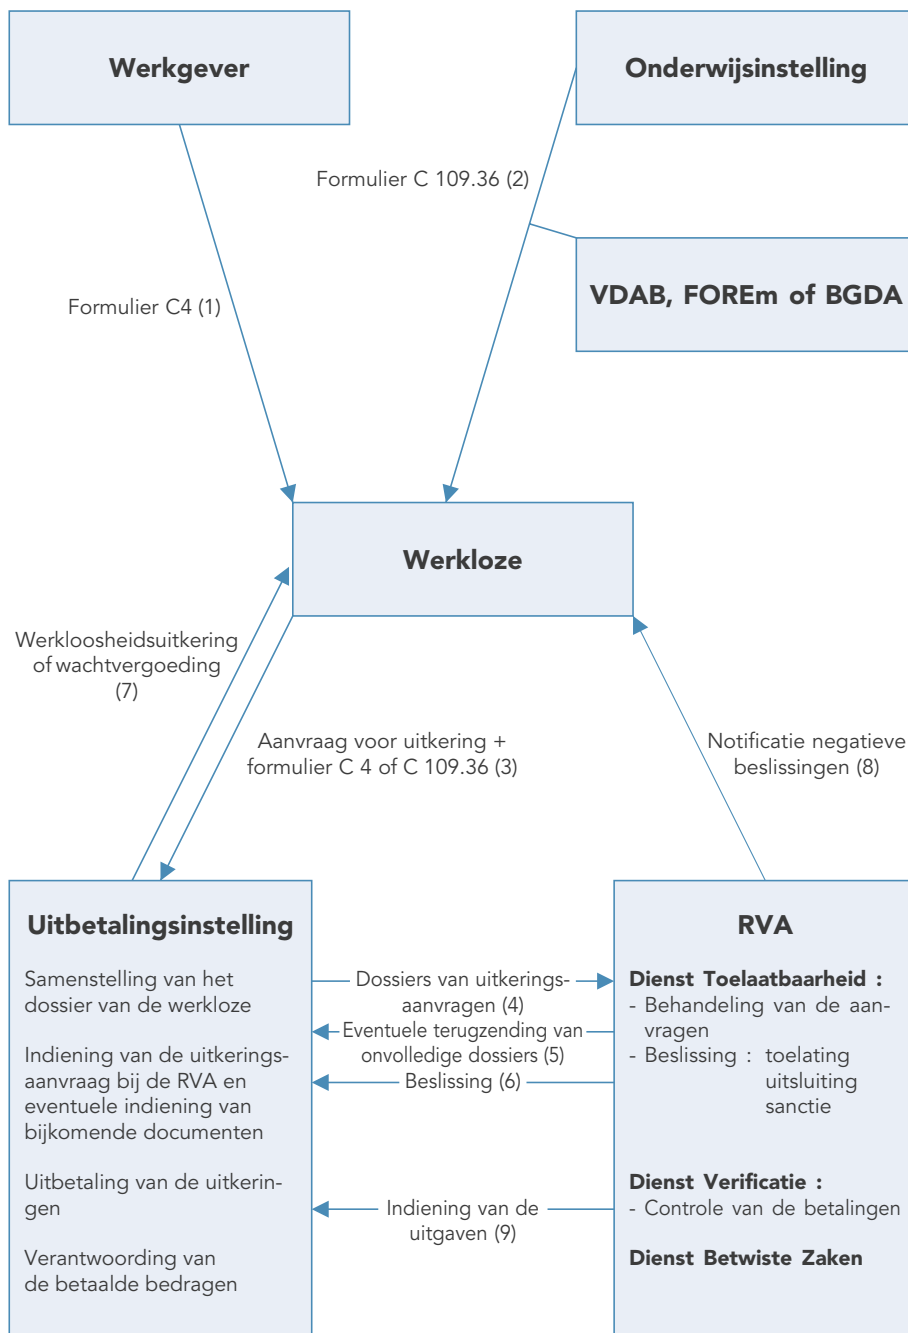 Werkgever
Onderwijsinstelling
Formulier C 109.36 (2)
VDAB, FOREm of BGDA
Formulier C4 (1)
Werkloze
Werkloosheidsuitkering
of wachtvergoeding
(7)
Aanvraag voor uitkering +
formulier C 4 of C 109.36 (3)
Notificatie negatieve
beslissingen (8)
Uitbetalingsinstelling
Samenstelling van het
dossier van de werkloze
Indiening van de uitkerings-
aanvraag bij de RVA en
eventuele indiening van
bijkomende documenten
Uitbetaling van de uitkerin-
gen
Verantwoording van
de betaalde bedragen
Dossiers van uitkerings-
aanvragen (4)
Eventuele terugzending van
onvolledige dossiers (5)
Beslissing (6)
Indiening van de
uitgaven (9)
RVA
Dienst Toelaatbaarheid :
- Behandeling van de aan-
vragen
- Beslissing : toelating
uitsluiting
sanctie
Dienst Verificatie :
- Controle van de betalingen
Dienst Betwiste Zaken